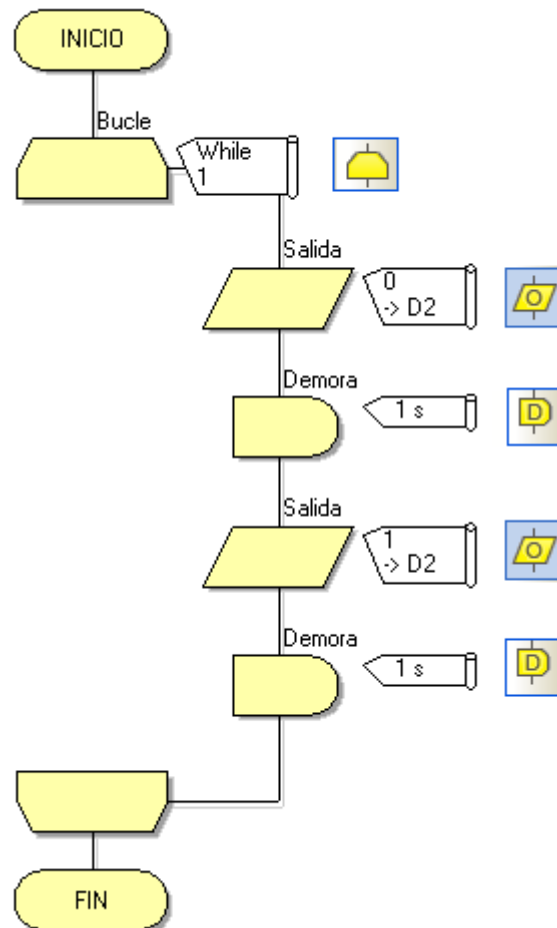 INICIO
Bucle
While
1
Salida
0
-> D2
O
Demora
1 s
D
Salida
1
-> D2
O
Demora
1 s
D
FIN